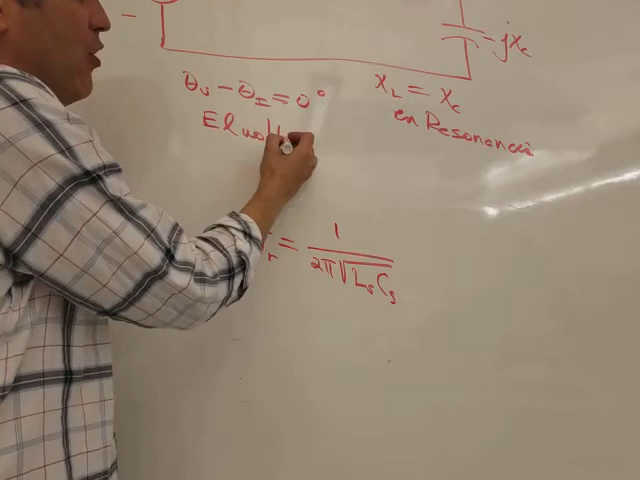 −
−jXc
θv − θI = 0°
XL = Xc
en Resonancia
El volt
r = 1 / 2π√LsCs